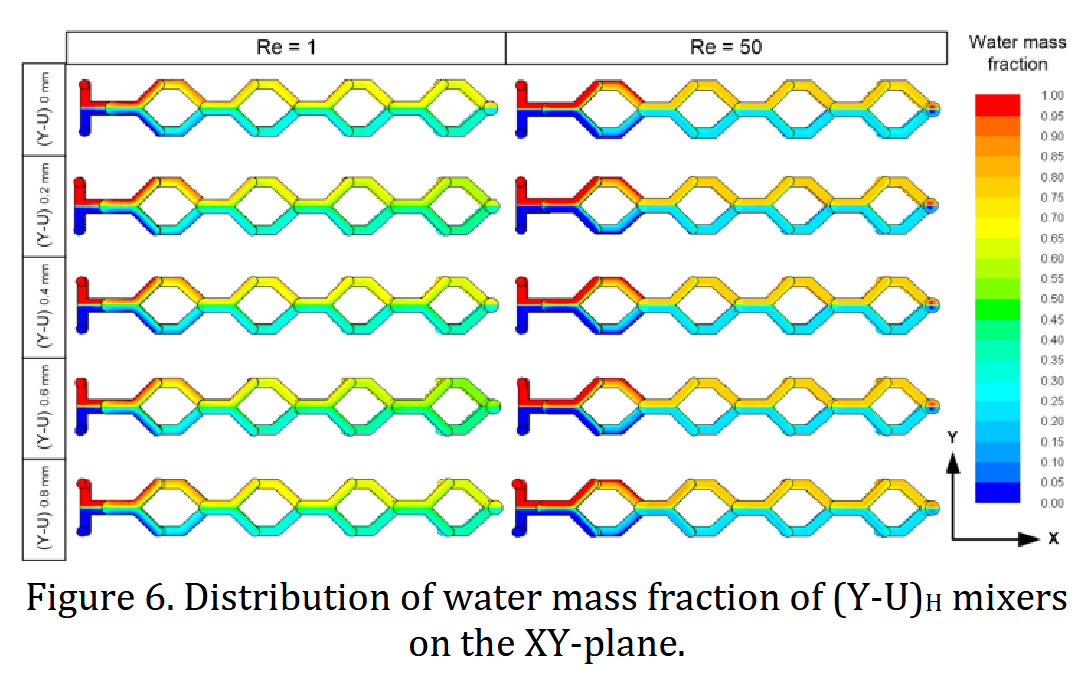 Re = 1
Re = 50
Water mass
fraction
(Y-U) 0 mm
(Y-U) 0.2 mm
(Y-U) 0.4 mm
(Y-U) 0.6 mm
(Y-U) 0.8 mm
1.00
0.95
0.90
0.85
0.80
0.75
0.70
0.65
0.60
0.55
0.50
0.45
0.40
0.35
0.30
0.25
0.20
0.15
0.10
0.05
0.00
Y
X
Figure 6. Distribution of water mass fraction of (Y-U)H mixers
on the XY-plane.